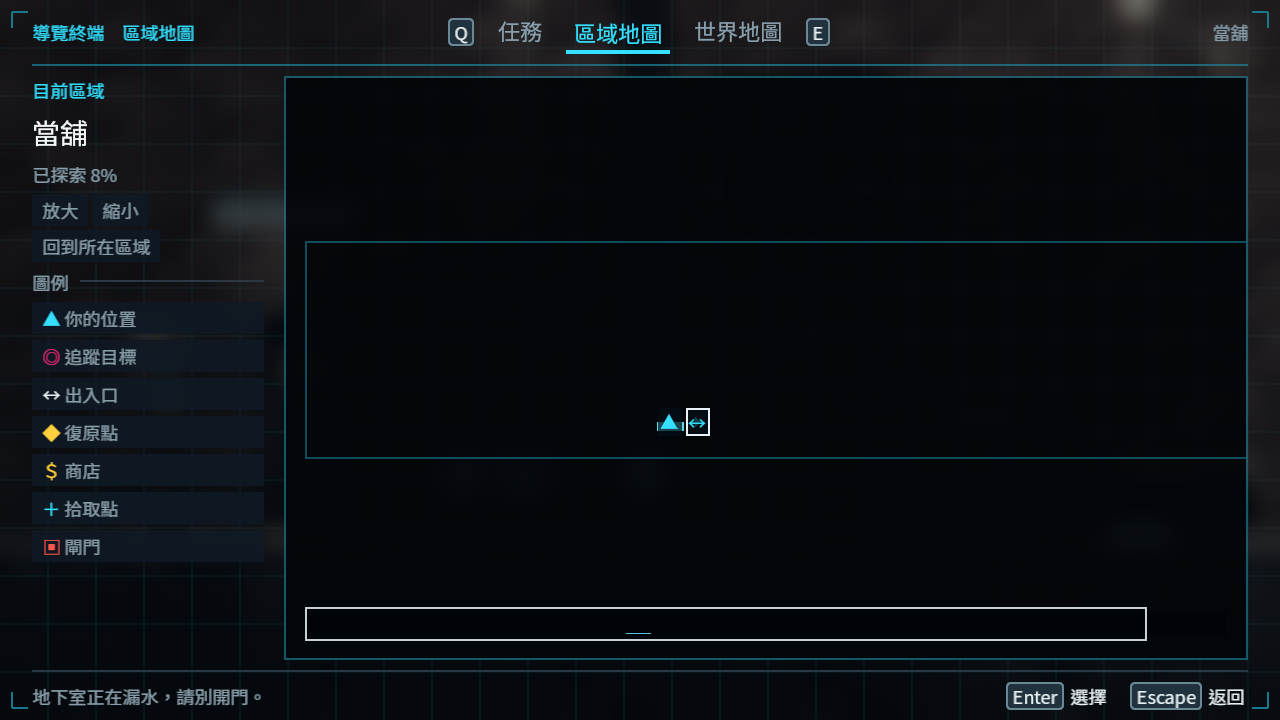 導覽終端 區域地圖
Q 任務 區域地圖 世界地圖 E
當舖
目前區域
當舖
已探索 8%
放大 縮小
回到所在區域
圖例
你的位置
追蹤目標
出入口
復原點
商店
拾取點
閘門
地下室正在漏水，請別開門。
Enter 選擇 Escape 返回